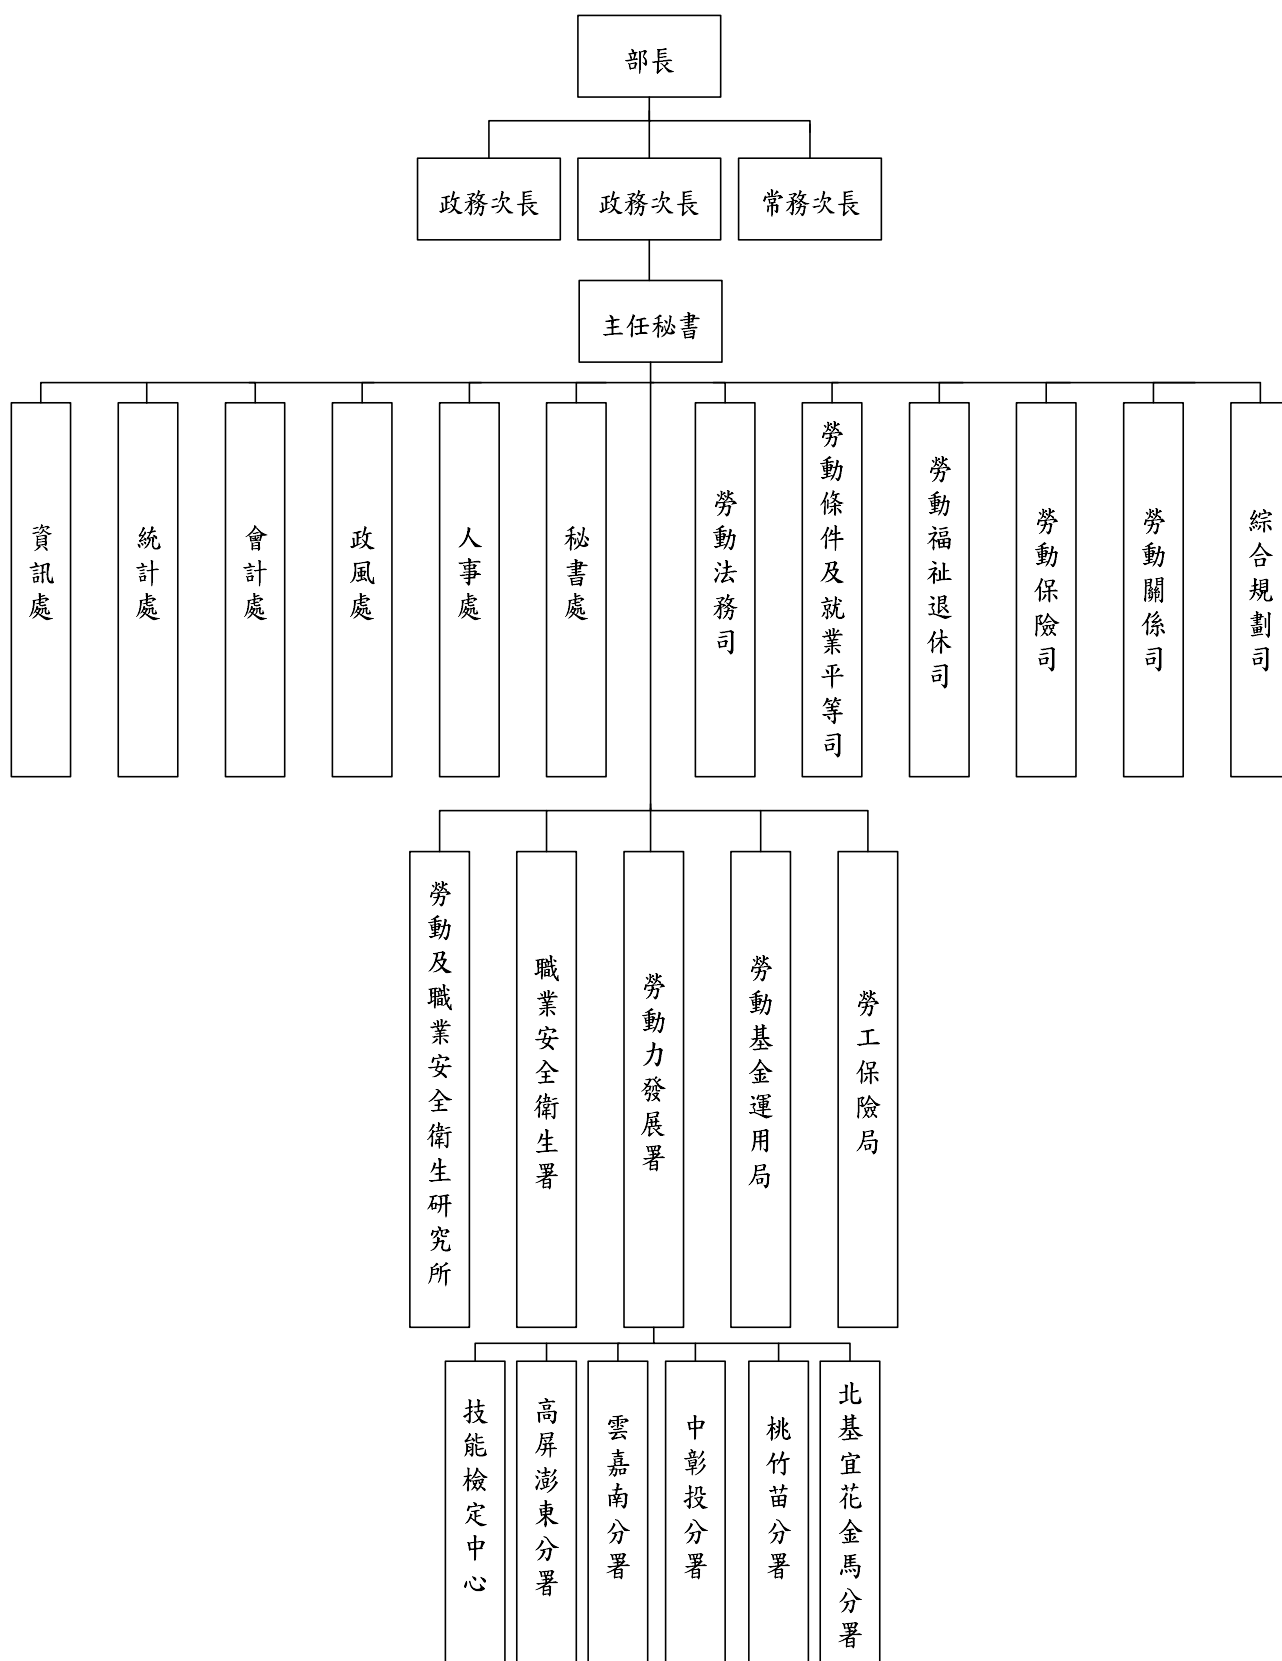 部長
政務次長
政務次長
常務次長
主任秘書
資訊處
統計處
會計處
政風處
人事處
秘書處
勞動法務司
勞動條件及就業平等司
勞動福祉退休司
勞動保險司
勞動關係司
綜合規劃司
勞動及職業安全衛生研究所
職業安全衛生署
勞動力發展署
勞動基金運用局
勞工保險局
技能檢定中心
高屏澎東分署
雲嘉南分署
中彰投分署
桃竹苗分署
北基宜花金馬分署